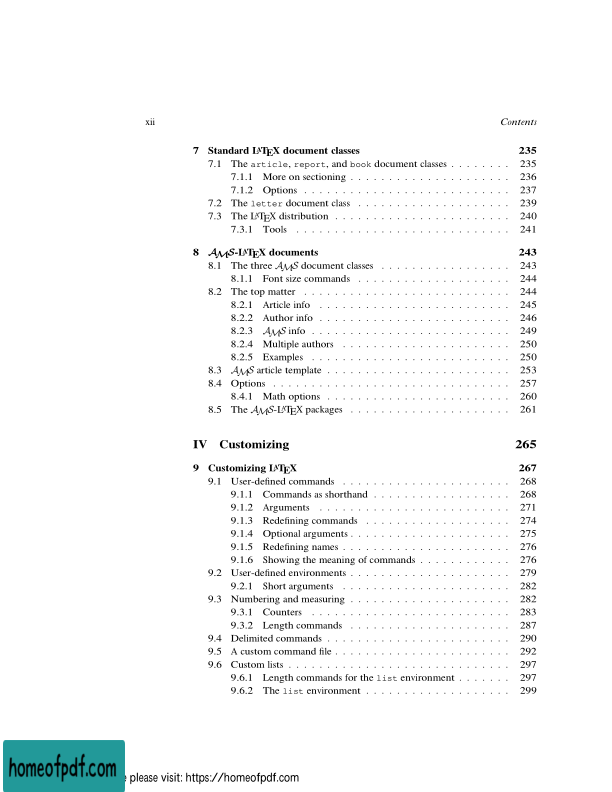 xii Contents
7 Standard LATEX document classes 235
7.1 The article, report, and book document classes . . . . . . . . 235
7.1.1 More on sectioning . . . . . . . . . . . . . . . . . . . . . 236
7.1.2 Options . . . . . . . . . . . . . . . . . . . . . . . . . . . 237
7.2 The letter document class . . . . . . . . . . . . . . . . . . . . 239
7.3 The LATEX distribution . . . . . . . . . . . . . . . . . . . . . . . 240
7.3.1 Tools . . . . . . . . . . . . . . . . . . . . . . . . . . . . 241
8 AMS-LATEX documents 243
8.1 The three AMS document classes . . . . . . . . . . . . . . . . . 243
8.1.1 Font size commands . . . . . . . . . . . . . . . . . . . . 244
8.2 The top matter . . . . . . . . . . . . . . . . . . . . . . . . . . . 244
8.2.1 Article info . . . . . . . . . . . . . . . . . . . . . . . . . 245
8.2.2 Author info . . . . . . . . . . . . . . . . . . . . . . . . . 246
8.2.3 AMS info . . . . . . . . . . . . . . . . . . . . . . . . . . 249
8.2.4 Multiple authors . . . . . . . . . . . . . . . . . . . . . . 250
8.2.5 Examples . . . . . . . . . . . . . . . . . . . . . . . . . . 250
8.3 AMS article template . . . . . . . . . . . . . . . . . . . . . . . . 253
8.4 Options . . . . . . . . . . . . . . . . . . . . . . . . . . . . . . . 257
8.4.1 Math options . . . . . . . . . . . . . . . . . . . . . . . . 260
8.5 The AMS-LATEX packages . . . . . . . . . . . . . . . . . . . . . 261
IV Customizing 265
9 Customizing LATEX 267
9.1 User-defined commands . . . . . . . . . . . . . . . . . . . . . . 268
9.1.1 Commands as shorthand . . . . . . . . . . . . . . . . . . 268
9.1.2 Arguments . . . . . . . . . . . . . . . . . . . . . . . . . 271
9.1.3 Redefining commands . . . . . . . . . . . . . . . . . . . 274
9.1.4 Optional arguments . . . . . . . . . . . . . . . . . . . . . 275
9.1.5 Redefining names . . . . . . . . . . . . . . . . . . . . . . 276
9.1.6 Showing the meaning of commands . . . . . . . . . . . . 276
9.2 User-defined environments . . . . . . . . . . . . . . . . . . . . . 279
9.2.1 Short arguments . . . . . . . . . . . . . . . . . . . . . . 282
9.3 Numbering and measuring . . . . . . . . . . . . . . . . . . . . . 282
9.3.1 Counters . . . . . . . . . . . . . . . . . . . . . . . . . . 283
9.3.2 Length commands . . . . . . . . . . . . . . . . . . . . . 287
9.4 Delimited commands . . . . . . . . . . . . . . . . . . . . . . . . 290
9.5 A custom command file . . . . . . . . . . . . . . . . . . . . . . . 292
9.6 Custom lists . . . . . . . . . . . . . . . . . . . . . . . . . . . . . 297
9.6.1 Length commands for the list environment . . . . . . . 297
9.6.2 The list environment . . . . . . . . . . . . . . . . . . . 299
homeofpdf.com
please visit: https://homeofpdf.com